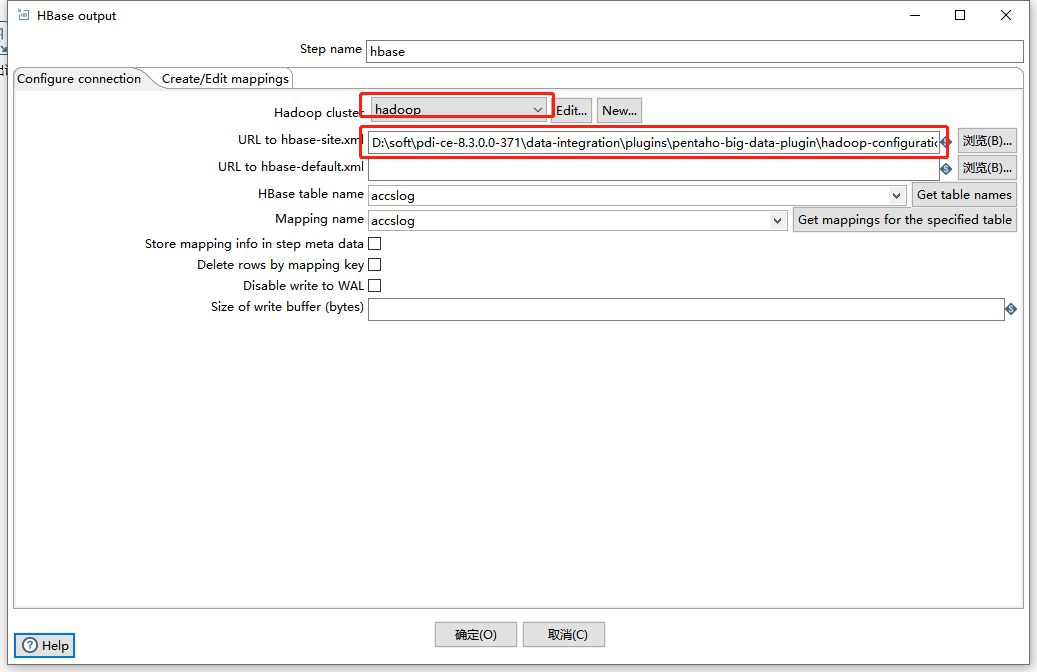 HBase output
Step name hbase
Configure connection Create/Edit mappings
Hadoop cluster hadoop Edit... New...
URL to hbase-site.xml D:\soft\pdi-ce-8.3.0.0-371\data-integration\plugins\pentaho-big-data-plugin\hadoop-configuratio 浏览(B)...
URL to hbase-default.xml 浏览(B)...
HBase table name accslog Get table names
Mapping name accslog Get mappings for the specified table
Store mapping info in step meta data
Delete rows by mapping key
Disable write to WAL
Size of write buffer (bytes)
确定(O) 取消(C)
Help